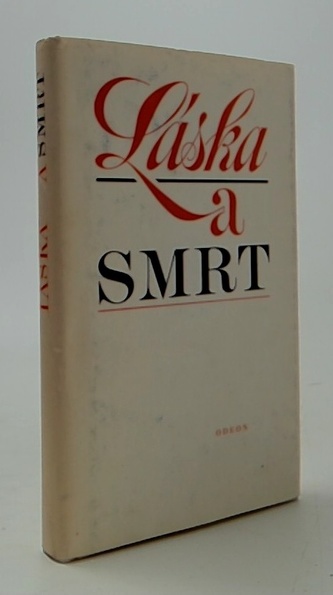 Láska
a
SMRT
ODEON
LÁSKA A SMRT